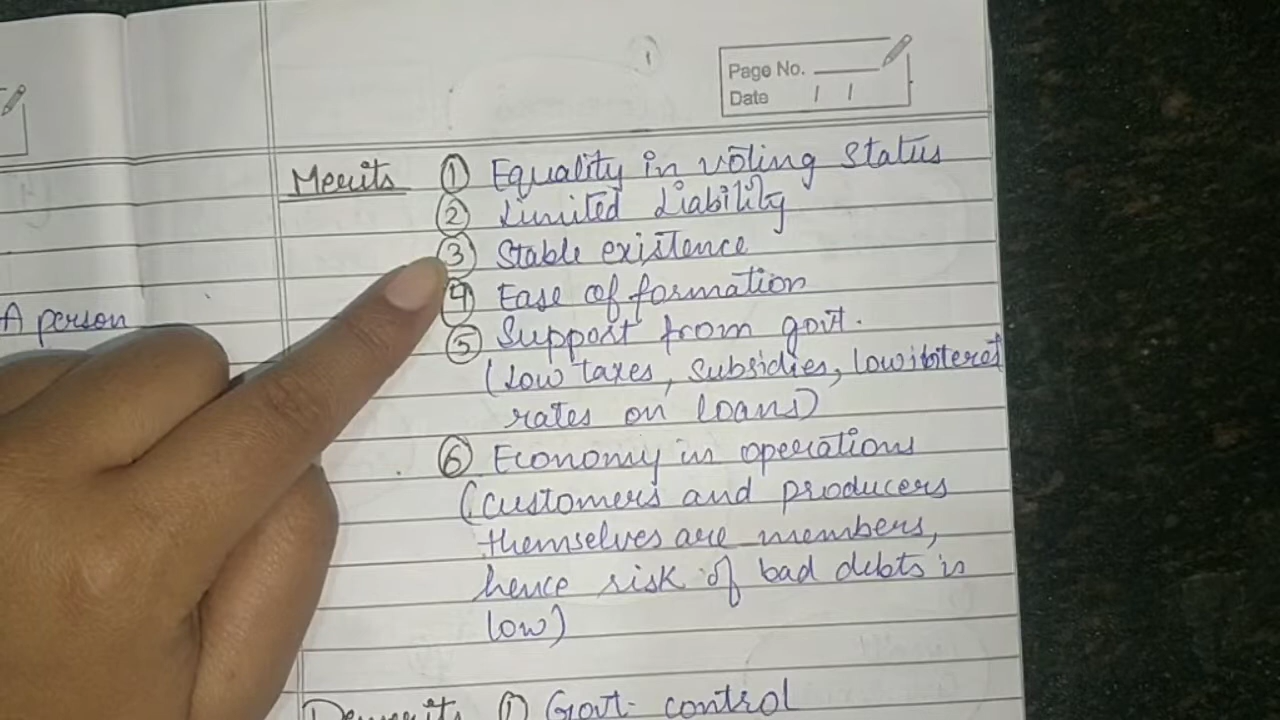 Page No.
Date / /
Merits ① Equality in voting status
② Limited Liability
③ Stable existence
④ Ease of formation
A person
⑤ Support from govt.
(Low taxes, subsidies, low interest
rates on loans)
⑥ Economy in operations
(customers and producers
themselves are members,
hence risk of bad debts is
low)
Demerits ① Govt. control